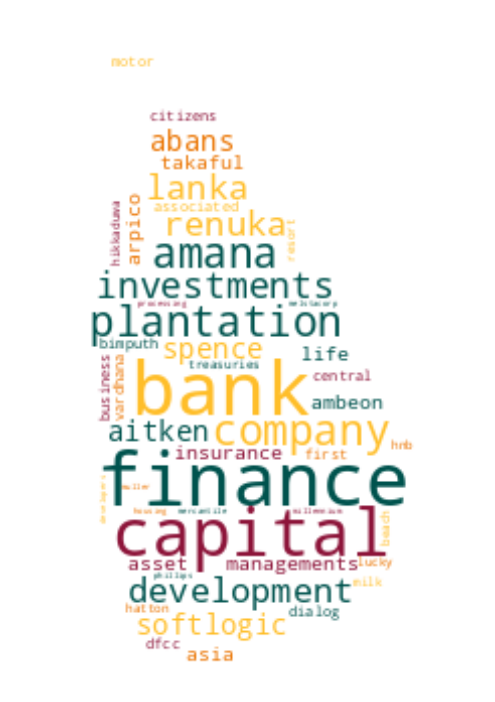 motor
citizens
abans
takaful
lanka
associated
renuka
resort
hikkaduwa
arpico
amana
investments
processing
melstacorp
plantation
bimputh
spence
life
treasuries
business
vardhana
bank
central
ambeon
aitken
company
hnb
insurance
first
finance
developers
muller
housing
mercantile
millennium
capital
beach
asset
managements
lucky
phillips
development
milk
hatton
dialog
softlogic
dfcc
asia